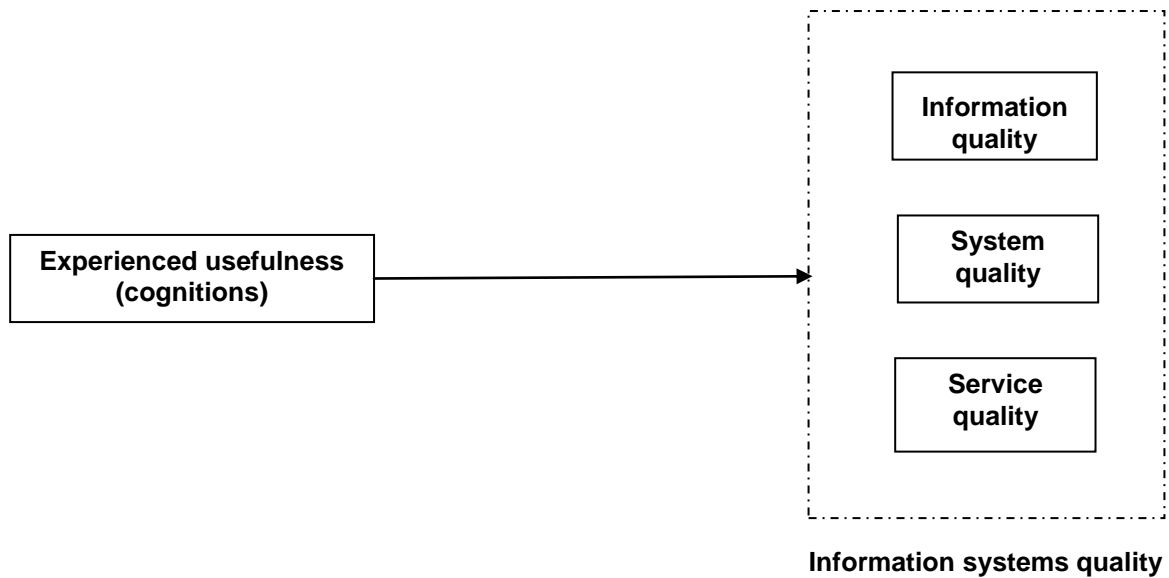 Experienced usefulness
(cognitions)
Information
quality
System
quality
Service
quality
Information systems quality